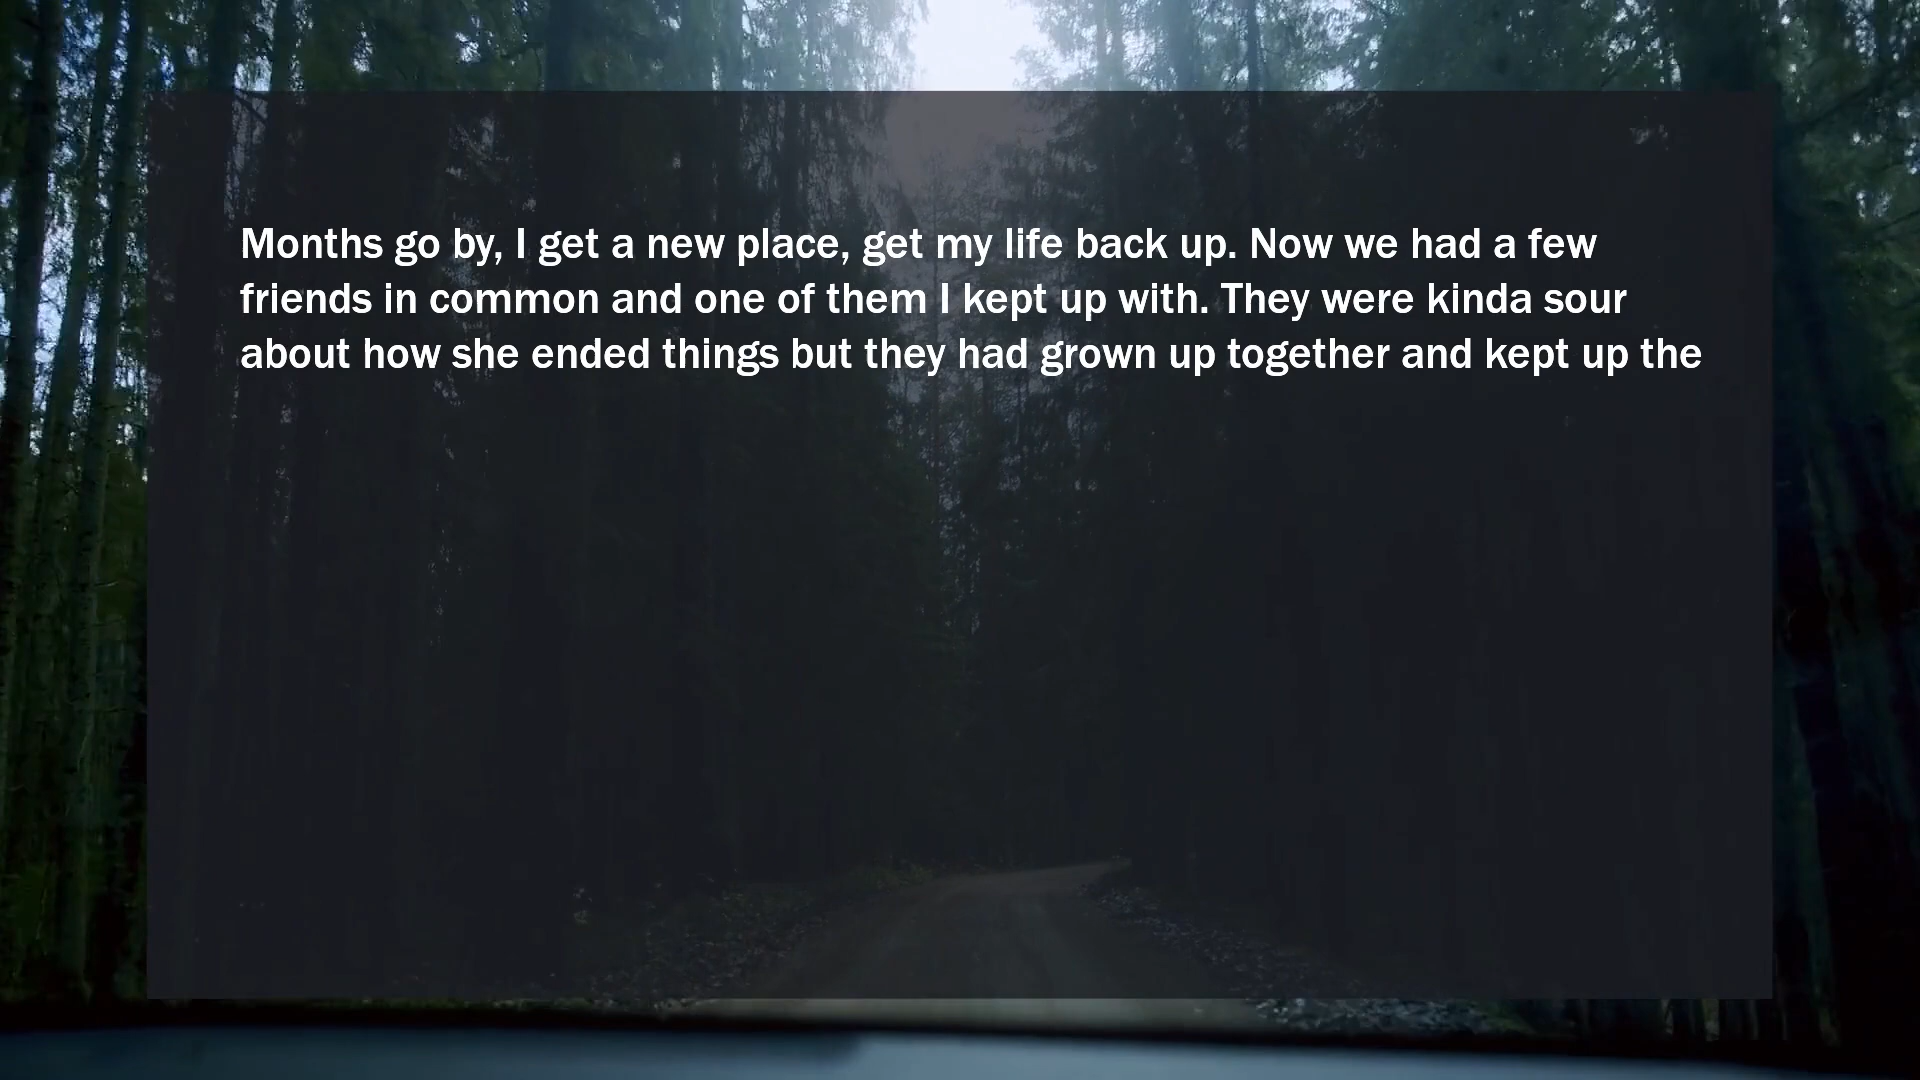 Months go by, I get a new place, get my life back up. Now we had a few
friends in common and one of them I kept up with. They were kinda sour
about how she ended things but they had grown up together and kept up the